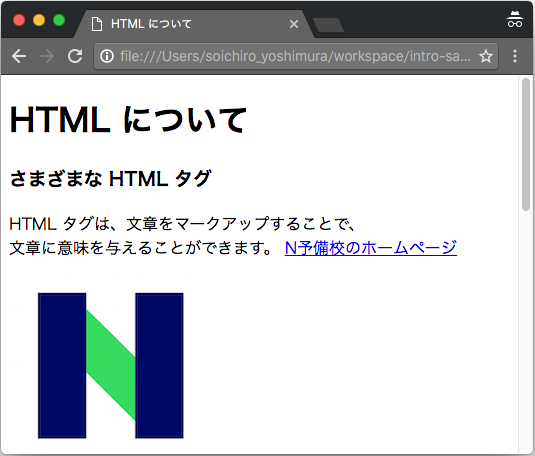 HTML について
file:///Users/soichiro_yoshimura/workspace/intro-sa...
HTML について
さまざまな HTML タグ
HTML タグは、文章をマークアップすることで、
文章に意味を与えることができます。 N予備校のホームページ
N